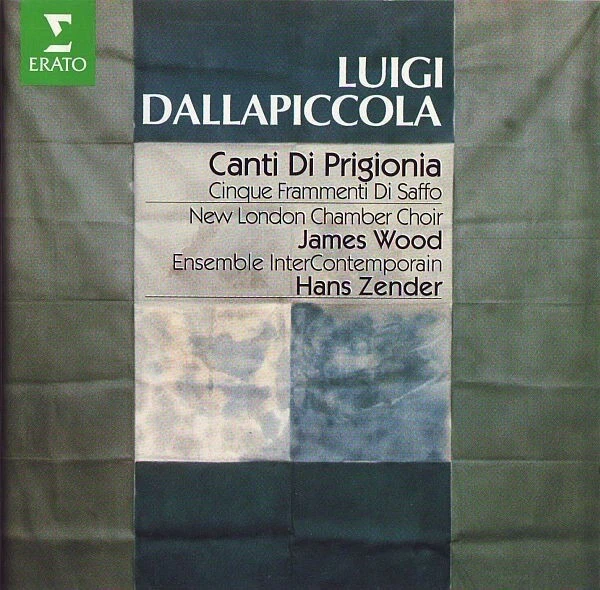 ERATO
LUIGI
DALLAPICCOLA
Canti Di Prigionia
Cinque Frammenti Di Saffo
New London Chamber Choir
James Wood
Ensemble InterContemporain
Hans Zender